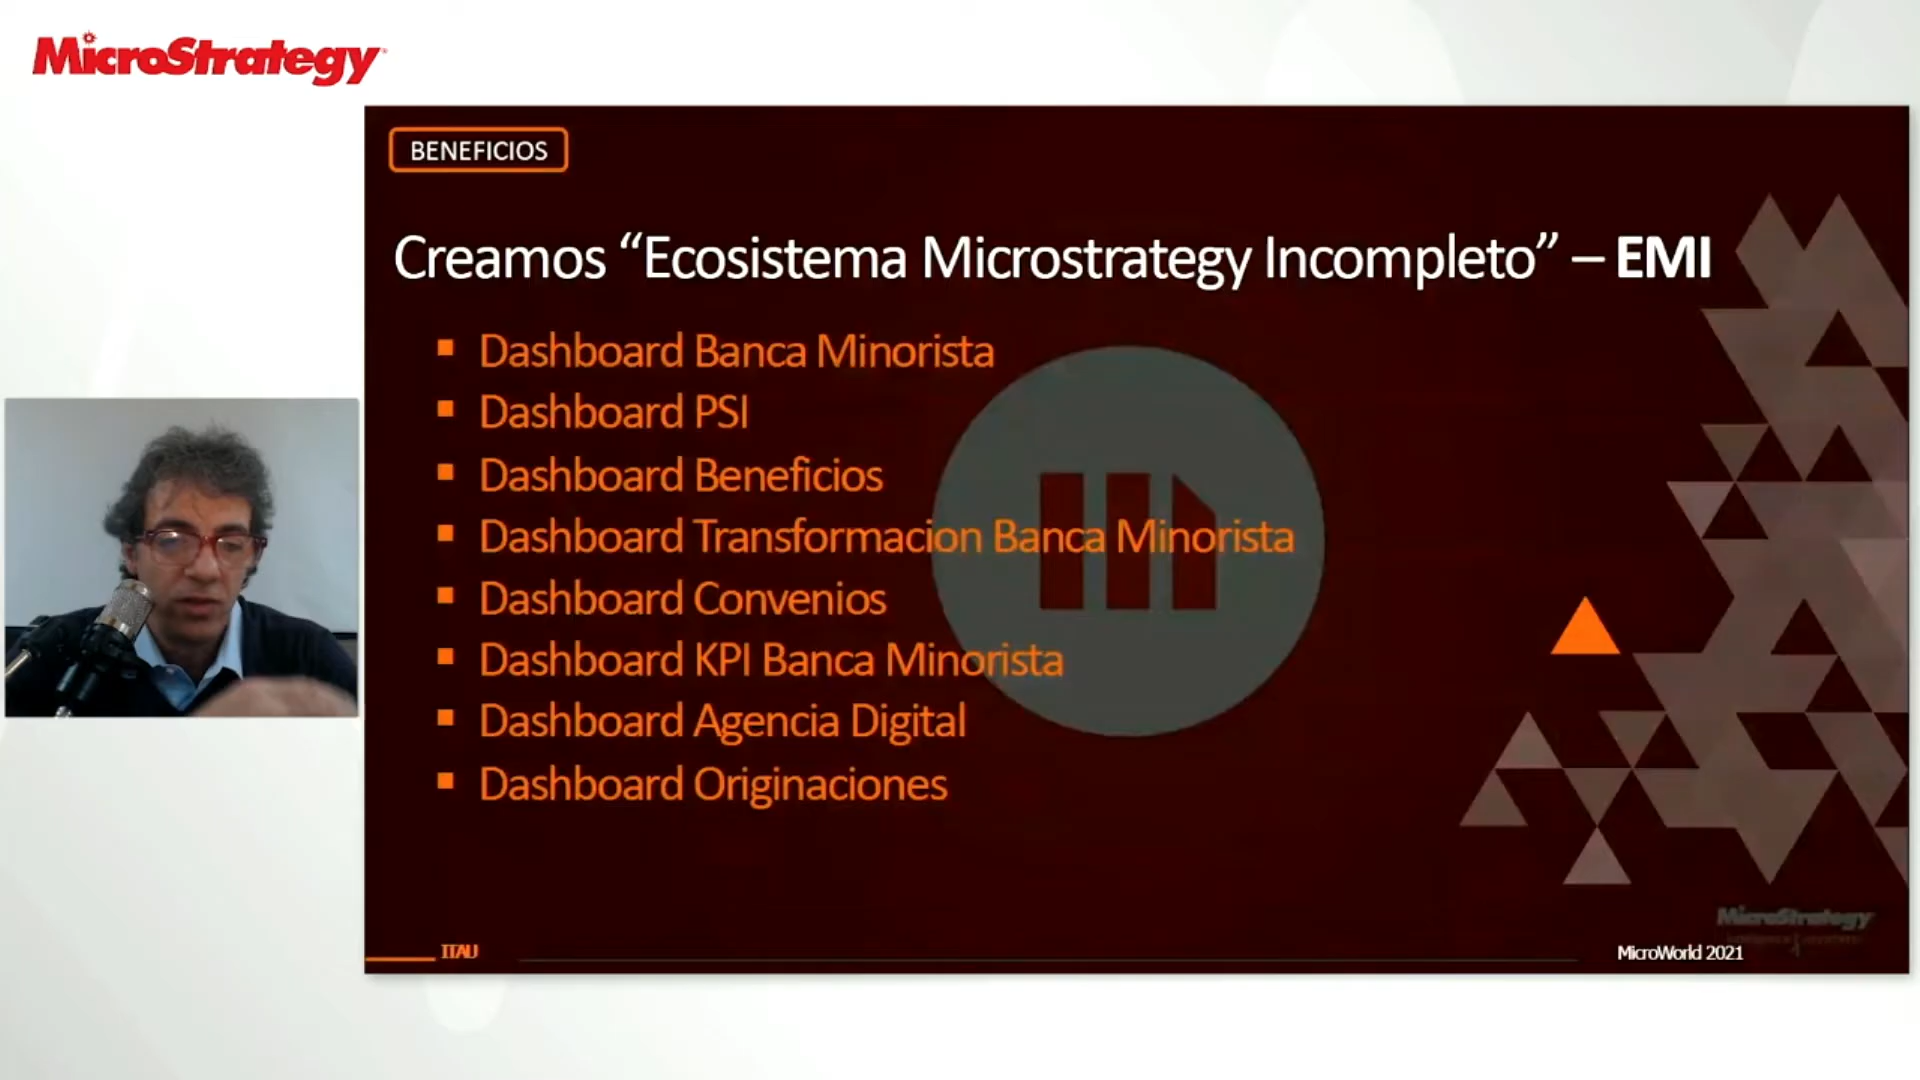 MicroStrategy
BENEFICIOS
Creamos “Ecosistema Microstrategy Incompleto” – EMI
▪ Dashboard Banca Minorista
▪ Dashboard PSI
▪ Dashboard Beneficios
▪ Dashboard Transformacion Banca Minorista
▪ Dashboard Convenios
▪ Dashboard KPI Banca Minorista
▪ Dashboard Agencia Digital
▪ Dashboard Originaciones
MicroStrategy
ITAU
MicroWorld 2021